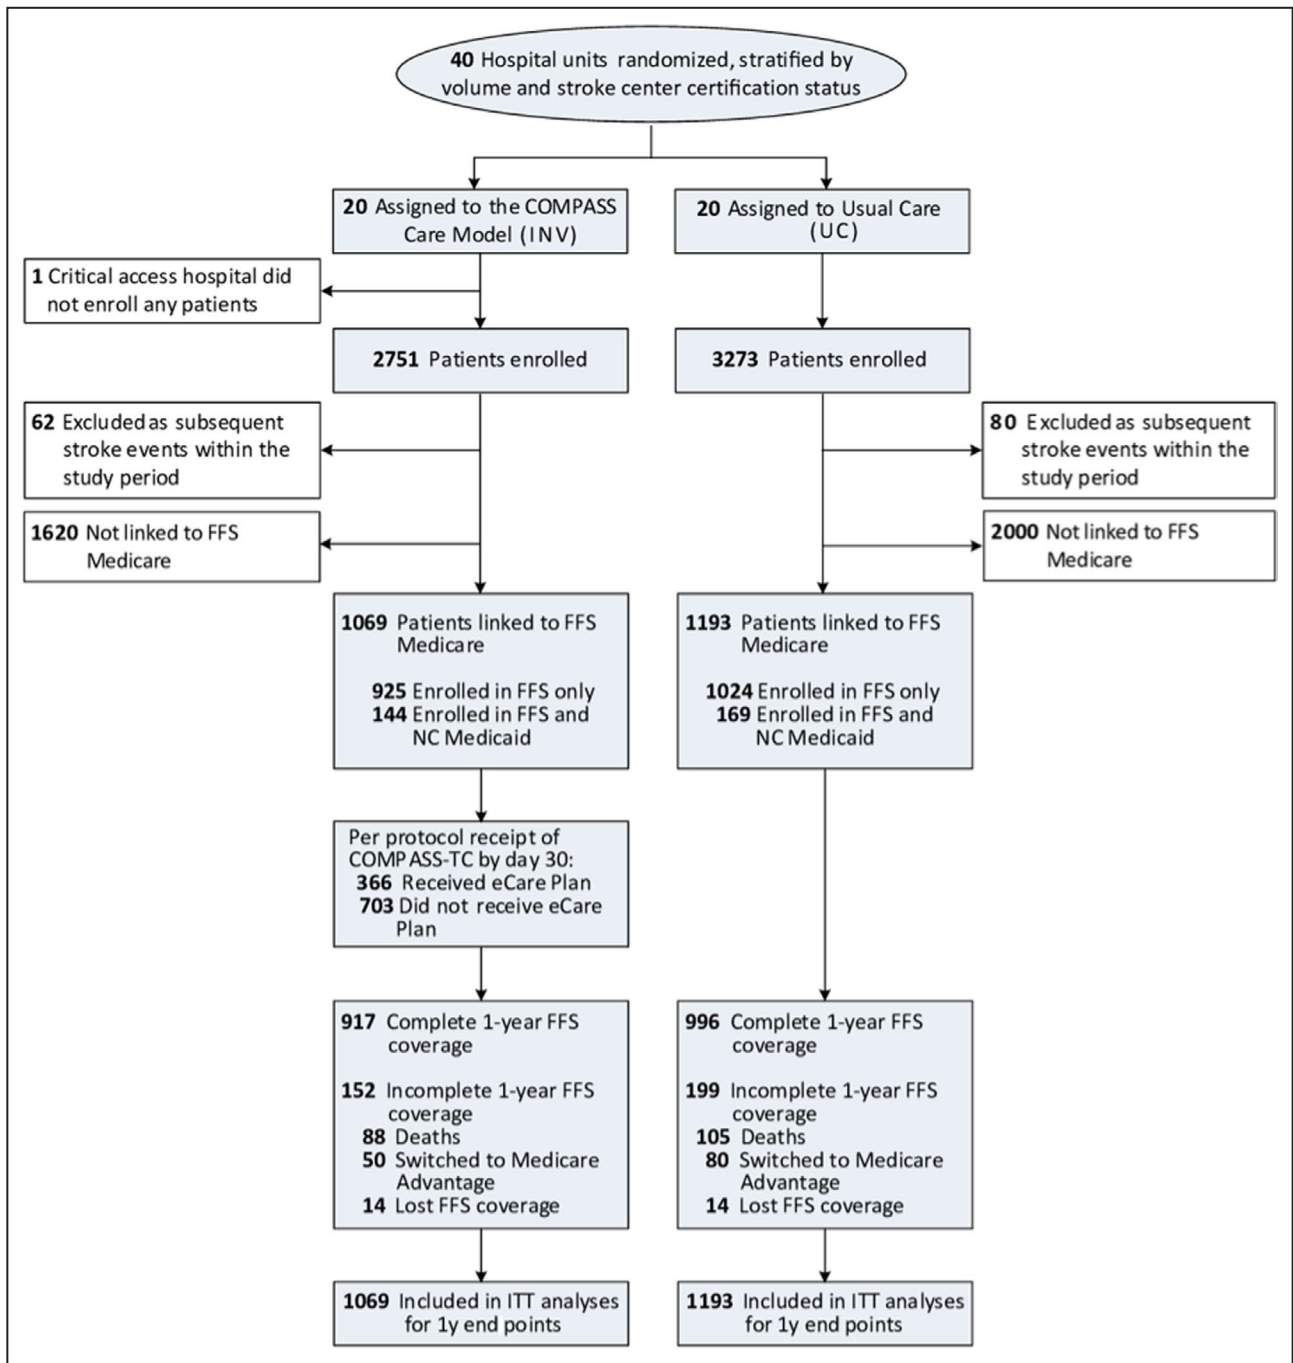 40 Hospital units randomized, stratified by
volume and stroke center certification status
20 Assigned to the COMPASS
Care Model (INV)
20 Assigned to Usual Care
(UC)
1 Critical access hospital did
not enroll any patients
2751 Patients enrolled
3273 Patients enrolled
62 Excluded as subsequent
stroke events within the
study period
80 Excluded as subsequent
stroke events within the
study period
1620 Not linked to FFS
Medicare
2000 Not linked to FFS
Medicare
1069 Patients linked to FFS
Medicare
925 Enrolled in FFS only
144 Enrolled in FFS and
NC Medicaid
1193 Patients linked to FFS
Medicare
1024 Enrolled in FFS only
169 Enrolled in FFS and
NC Medicaid
Per protocol receipt of
COMPASS-TC by day 30:
366 Received eCare Plan
703 Did not receive eCare
Plan
917 Complete 1-year FFS
coverage
152 Incomplete 1-year FFS
coverage
88 Deaths
50 Switched to Medicare
Advantage
14 Lost FFS coverage
996 Complete 1-year FFS
coverage
199 Incomplete 1-year FFS
coverage
105 Deaths
80 Switched to Medicare
Advantage
14 Lost FFS coverage
1069 Included in ITT analyses
for 1y end points
1193 Included in ITT analyses
for 1y end points